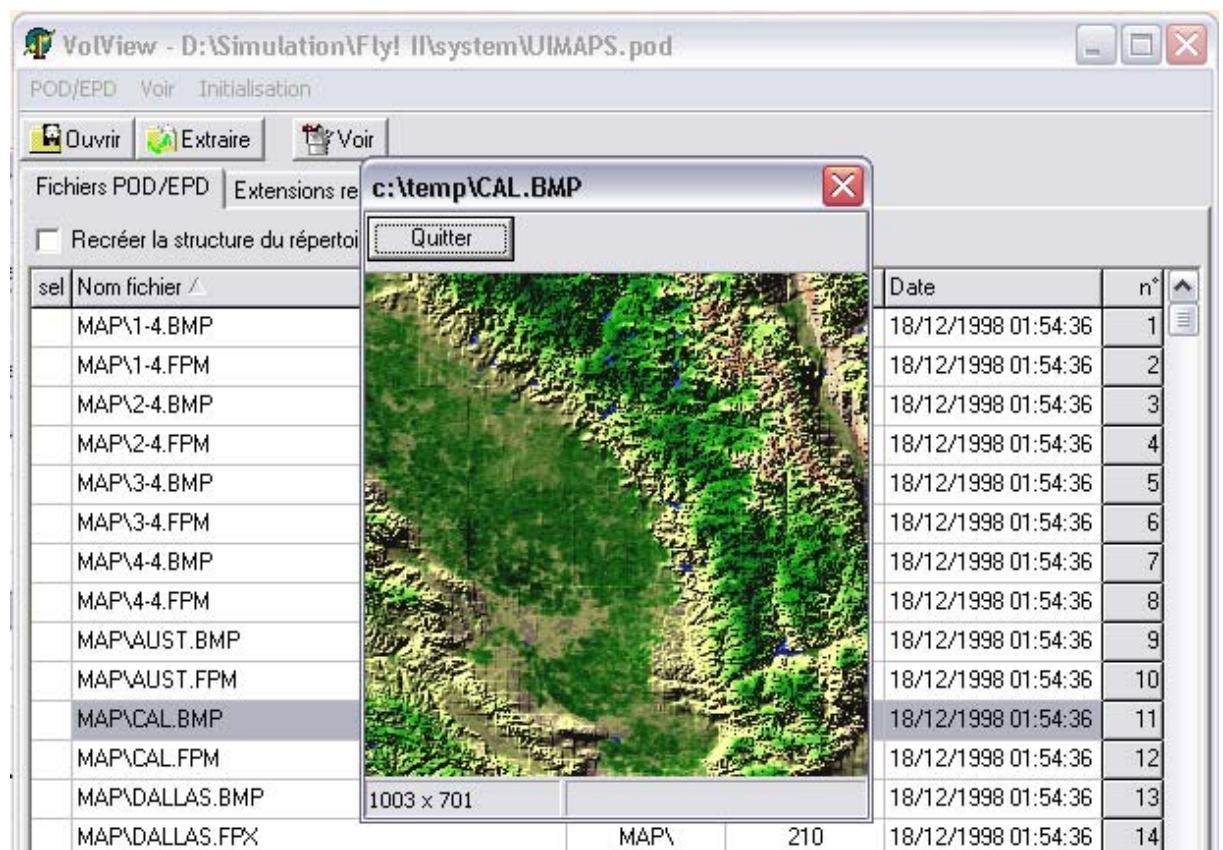 VolView - D:\Simulation\Fly! II\system\UIMAPS.pod
POD/EPD Voir Initialisation
Ouvrir Extraire Voir
Fichiers POD/EPD Extensions re
c:\temp\CAL.BMP
Recréer la structure du répertoi
Quitter
sel Nom fichier Date n°
MAP\1-4.BMP 18/12/1998 01:54:36 1
MAP\1-4.FPM 18/12/1998 01:54:36 2
MAP\2-4.BMP 18/12/1998 01:54:36 3
MAP\2-4.FPM 18/12/1998 01:54:36 4
MAP\3-4.BMP 18/12/1998 01:54:36 5
MAP\3-4.FPM 18/12/1998 01:54:36 6
MAP\4-4.BMP 18/12/1998 01:54:36 7
MAP\4-4.FPM 18/12/1998 01:54:36 8
MAP\AUST.BMP 18/12/1998 01:54:36 9
MAP\AUST.FPM 18/12/1998 01:54:36 10
MAP\CAL.BMP 18/12/1998 01:54:36 11
MAP\CAL.FPM 18/12/1998 01:54:36 12
MAP\DALLAS.BMP 18/12/1998 01:54:36 13
1003 x 701
MAP\DALLAS.FPX MAP\ 210 18/12/1998 01:54:36 14